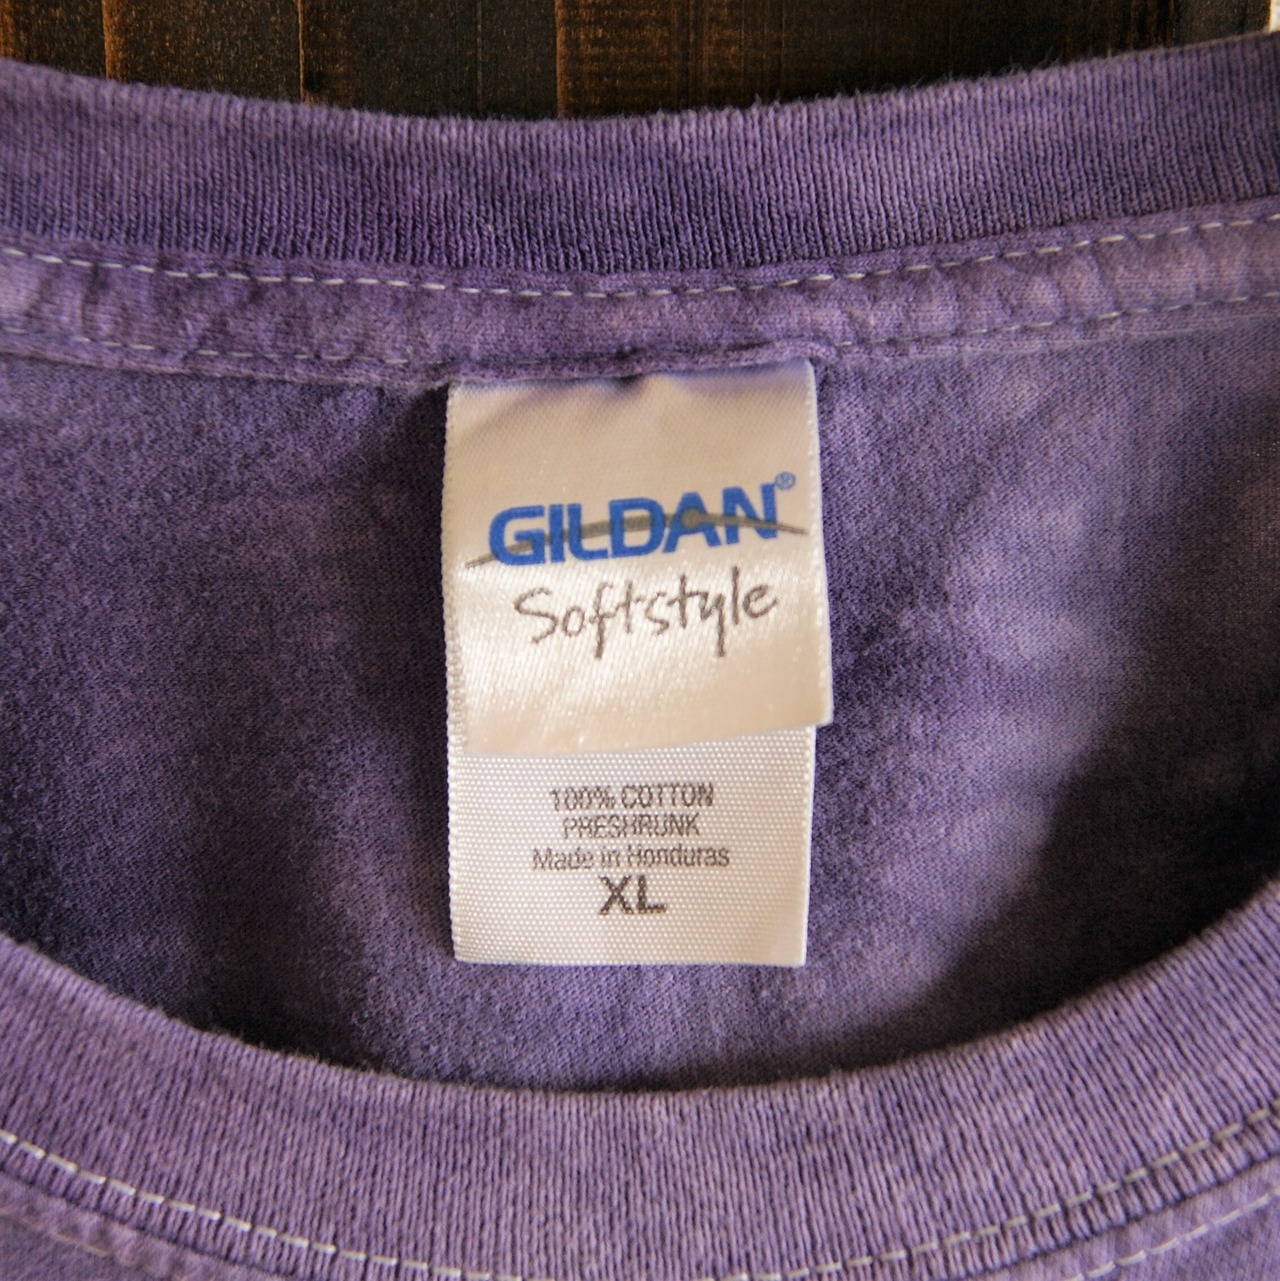 GILDAN®
Softstyle
100% COTTON
PRESHRUNK
Made in Honduras
XL